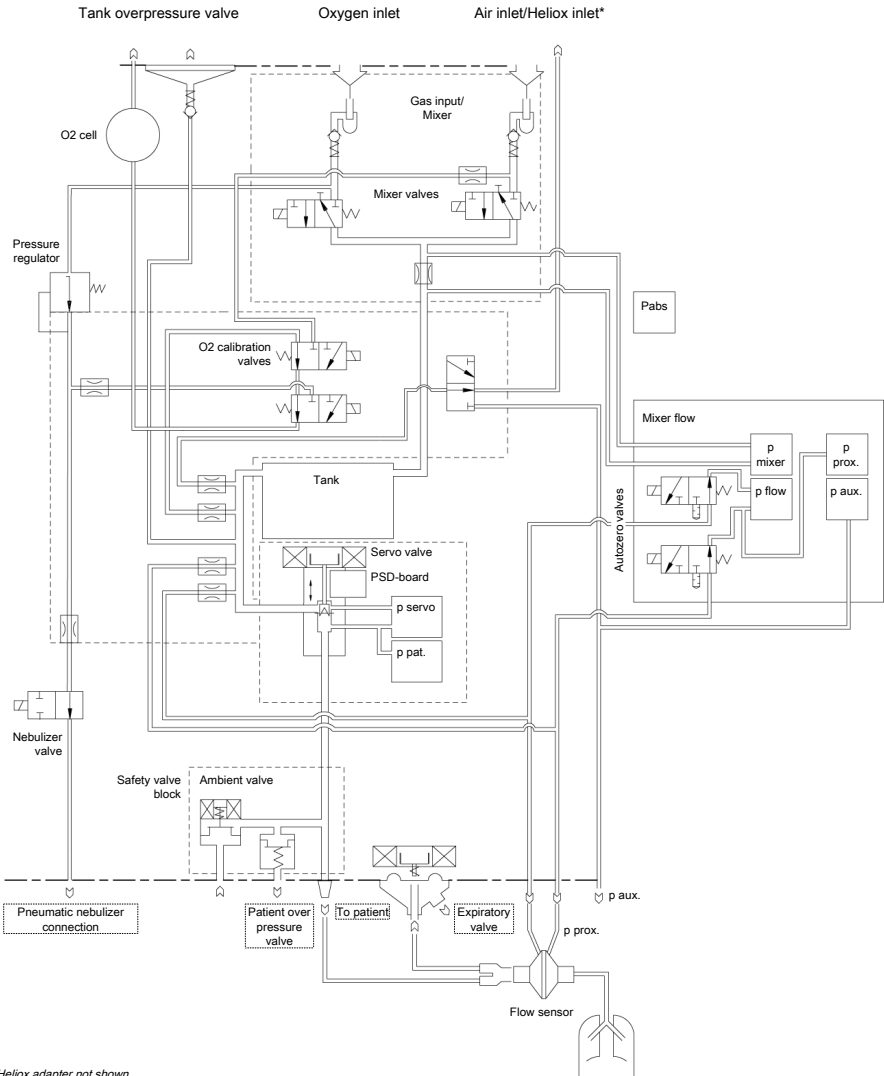 Tank overpressure valve
Oxygen inlet
Air inlet/Heliox inlet*
Gas input/
Mixer
O2 cell
Mixer valves
Pressure
regulator
Pabs
O2 calibration
valves
Mixer flow
p
mixer
p
prox.
p flow
p aux.
Autozero valves
Tank
Servo valve
PSD-board
p servo
p pat.
Nebulizer
valve
Safety valve
block
Ambient valve
p aux.
Pneumatic nebulizer
connection
Patient over
pressure
valve
To patient
Expiratory
valve
p prox.
Flow sensor
Heliox adapter not shown